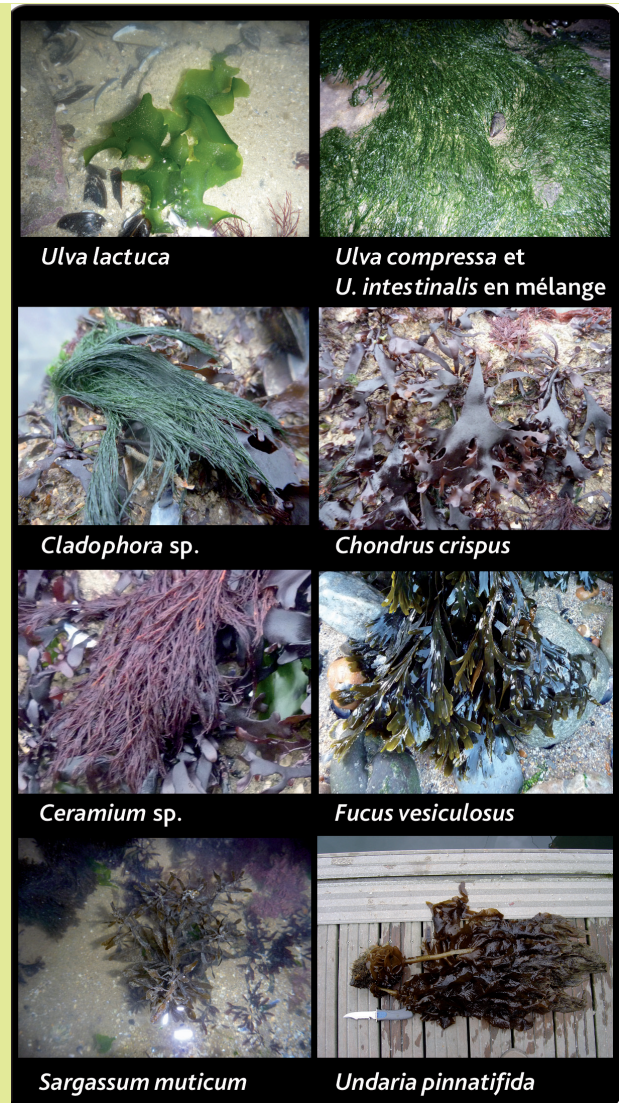 Ulva lactuca
Ulva compressa et
U. intestinalis en mélange
Cladophora sp.
Chondrus crispus
Ceramium sp.
Fucus vesiculosus
Sargassum muticum
Undaria pinnatifida